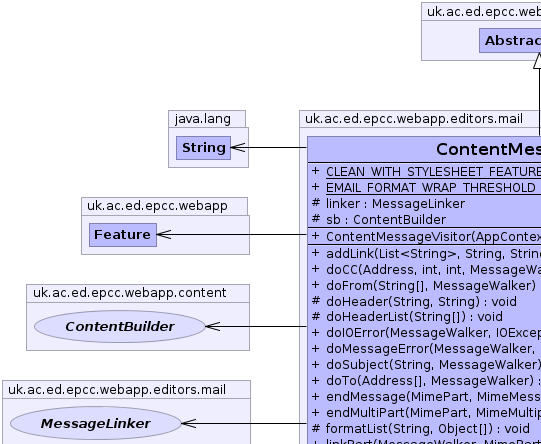 uk.ac.ed.epcc.web
Abstrac
java.lang
String
uk.ac.ed.epcc.webapp
Feature
uk.ac.ed.epcc.webapp.content
ContentBuilder
uk.ac.ed.epcc.webapp.editors.mail
MessageLinker
uk.ac.ed.epcc.webapp.editors.mail
ContentMes
+ CLEAN_WITH_STYLESHEET_FEATURE
+ EMAIL_FORMAT_WRAP_THRESHOLD
# linker : MessageLinker
# sb : ContentBuilder
+ ContentMessageVisitor(AppConte
+ addLink(List<String>, String, Strin
+ doCC(Address, int, int, MessageWa
+ doFrom(String[], MessageWalker)
# doHeader(String, String) : void
# doHeaderList(String[]) : void
+ doIOError(MessageWalker, IOExcep
+ doMessageError(MessageWalker,
+ doSubject(String, MessageWalker)
+ doTo(Address[], MessageWalker) :
+ endMessage(MimePart, MimeMess
+ endMultiPart(MimePart, MimeMultip
# formatList(String, Object[]) : void
+ linkPart(MessageWalker, MimePart